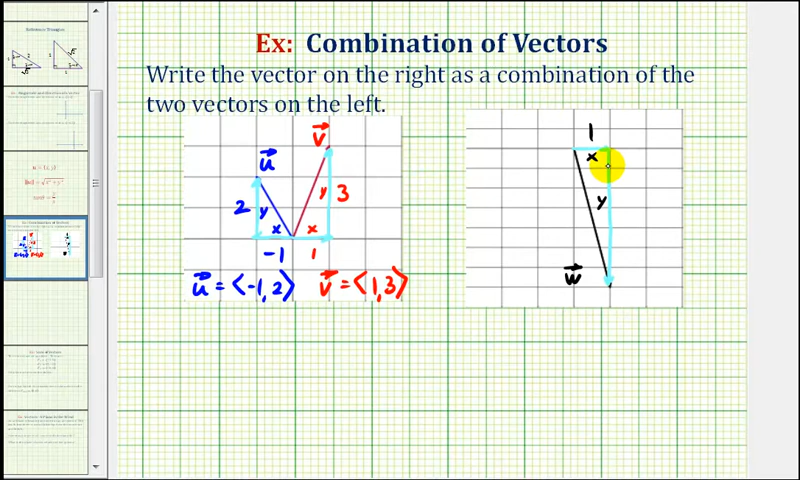 Ex: Combination of Vectors
Write the vector on the right as a combination of the
two vectors on the left.
v
u
2 y y 3
x x
-1 1
u = ⟨-1, 2⟩ v = ⟨1, 3⟩
1
x
y
w